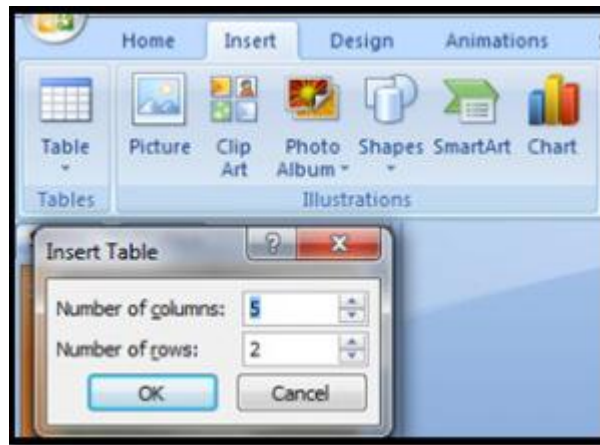 Home Insert Design Animations
Table Picture Clip Art Photo Album Shapes SmartArt Chart
Tables Illustrations
Insert Table
Number of columns: 5
Number of rows: 2
OK Cancel